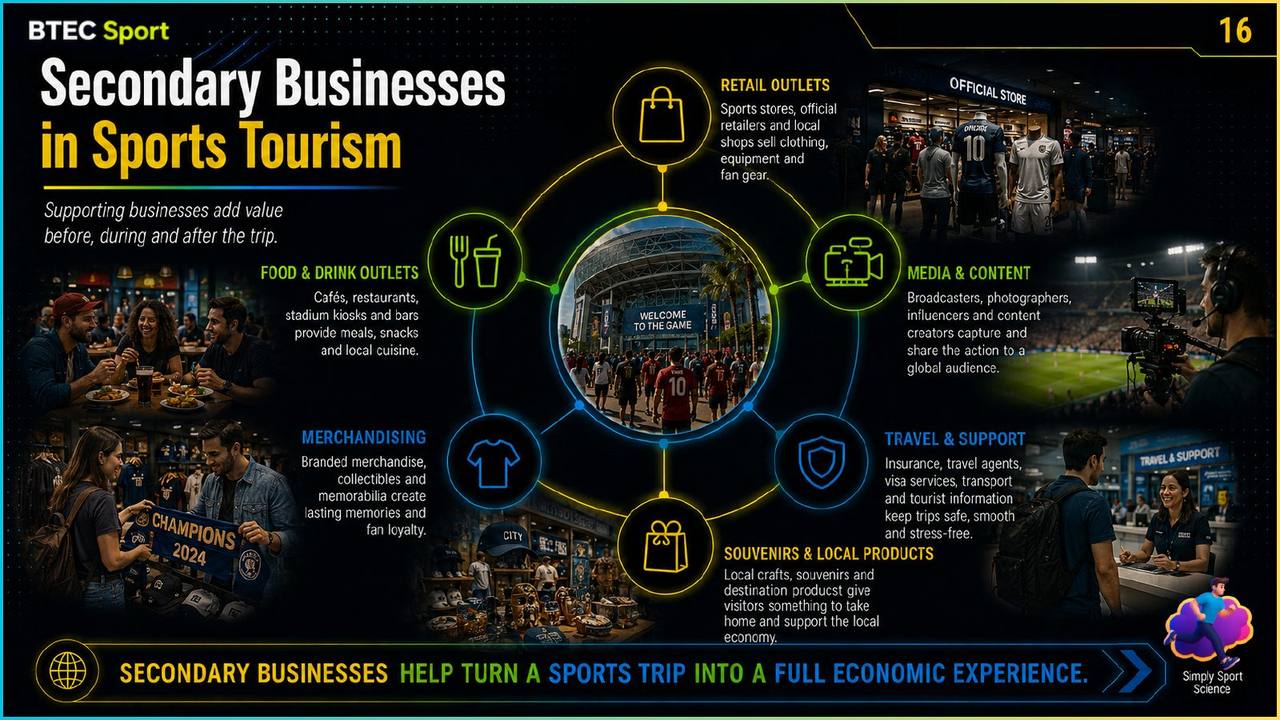 BTEC Sport
16
Secondary Businesses
in Sports Tourism
Supporting businesses add value
before, during and after the trip.
RETAIL OUTLETS
Sports stores, official
retailers and local
shops sell clothing,
equipment and
fan gear.
OFFICIAL STORE
10
FOOD & DRINK OUTLETS
Cafés, restaurants,
stadium kiosks and bars
provide meals, snacks
and local cuisine.
WELCOME
TO THE GAME
10
MEDIA & CONTENT
Broadcasters, photographers,
influencers and content
creators capture and
share the action to a
global audience.
MERCHANDISING
Branded merchandise,
collectibles and
memorabilia create
lasting memories and
fan loyalty.
CHAMPIONS
2024
CITY
TRAVEL & SUPPORT
Insurance, travel agents,
visa services, transport
and tourist information
keep trips safe, smooth
and stress-free.
TRAVEL & SUPPORT
SOUVENIRS & LOCAL PRODUCTS
Local crafts, souvenirs and
destination producst give
visitors something to take
home and support the local
economy.
SECONDARY BUSINESSES HELP TURN A SPORTS TRIP INTO A FULL ECONOMIC EXPERIENCE.
Simply Sport
Science